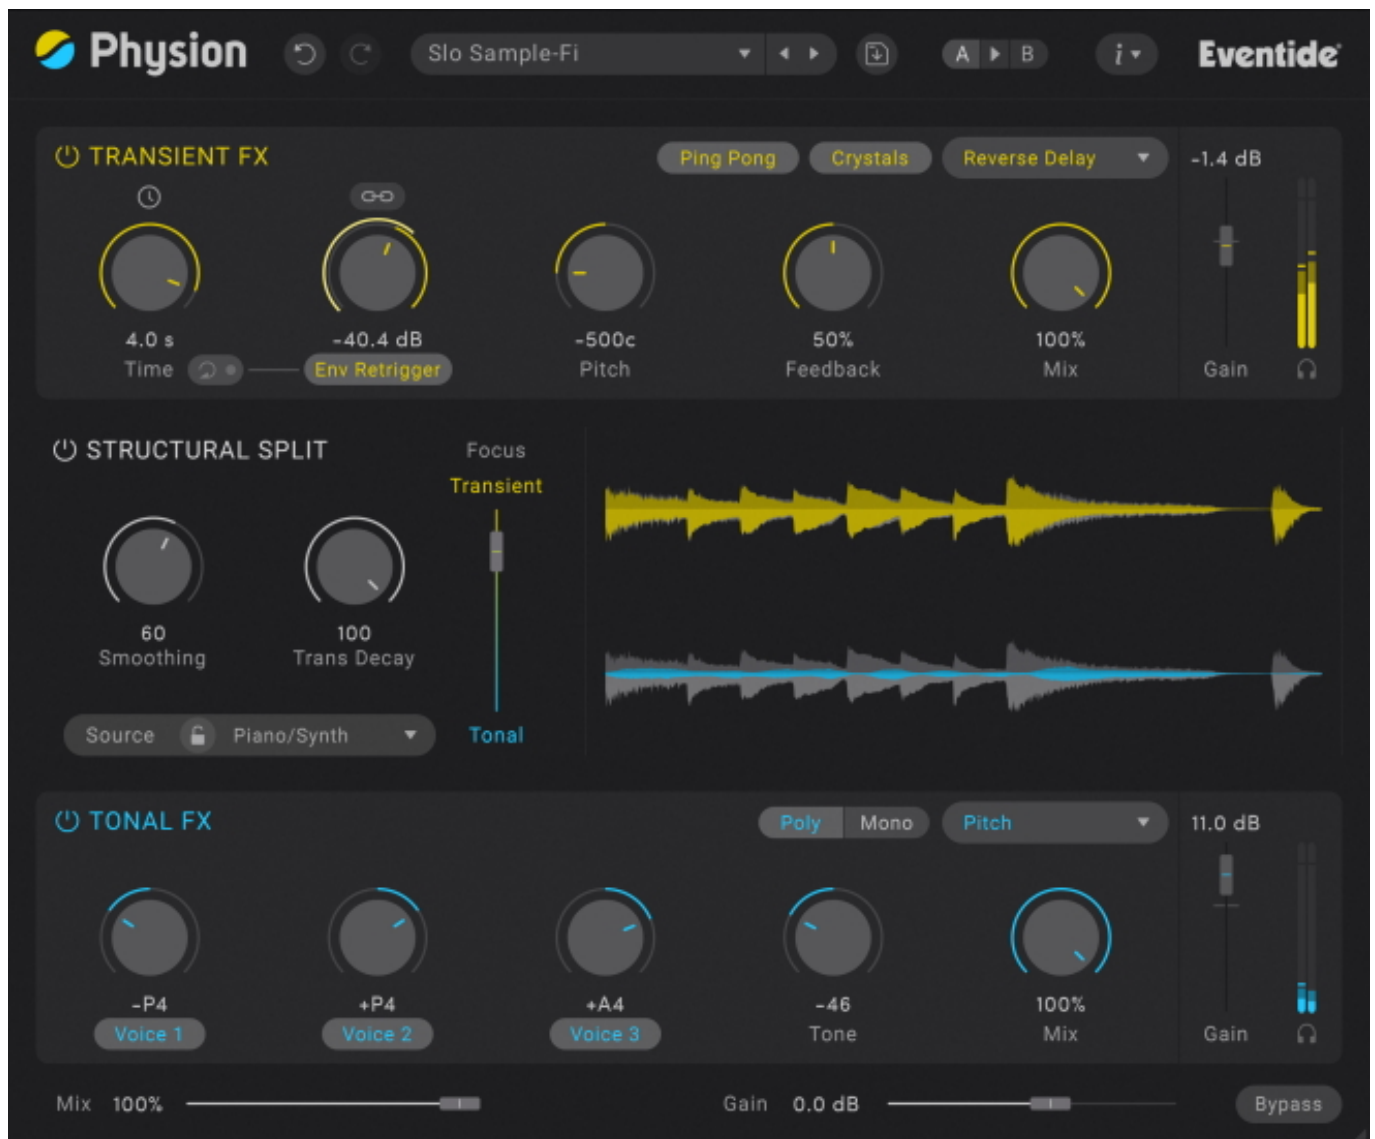 Physion
Slo Sample-Fi
A B
i
Eventide
TRANSIENT FX
Ping Pong
Crystals
Reverse Delay
-1.4 dB
4.0 s
-40.4 dB
-500c
50%
100%
Time
Env Retrigger
Pitch
Feedback
Mix
Gain
STRUCTURAL SPLIT
Focus
Transient
60
100
Smoothing
Trans Decay
Source Piano/Synth
Tonal
TONAL FX
Poly
Mono
Pitch
11.0 dB
-P4
+P4
+A4
-46
100%
Voice 1
Voice 2
Voice 3
Tone
Mix
Gain
Mix 100%
Gain 0.0 dB
Bypass